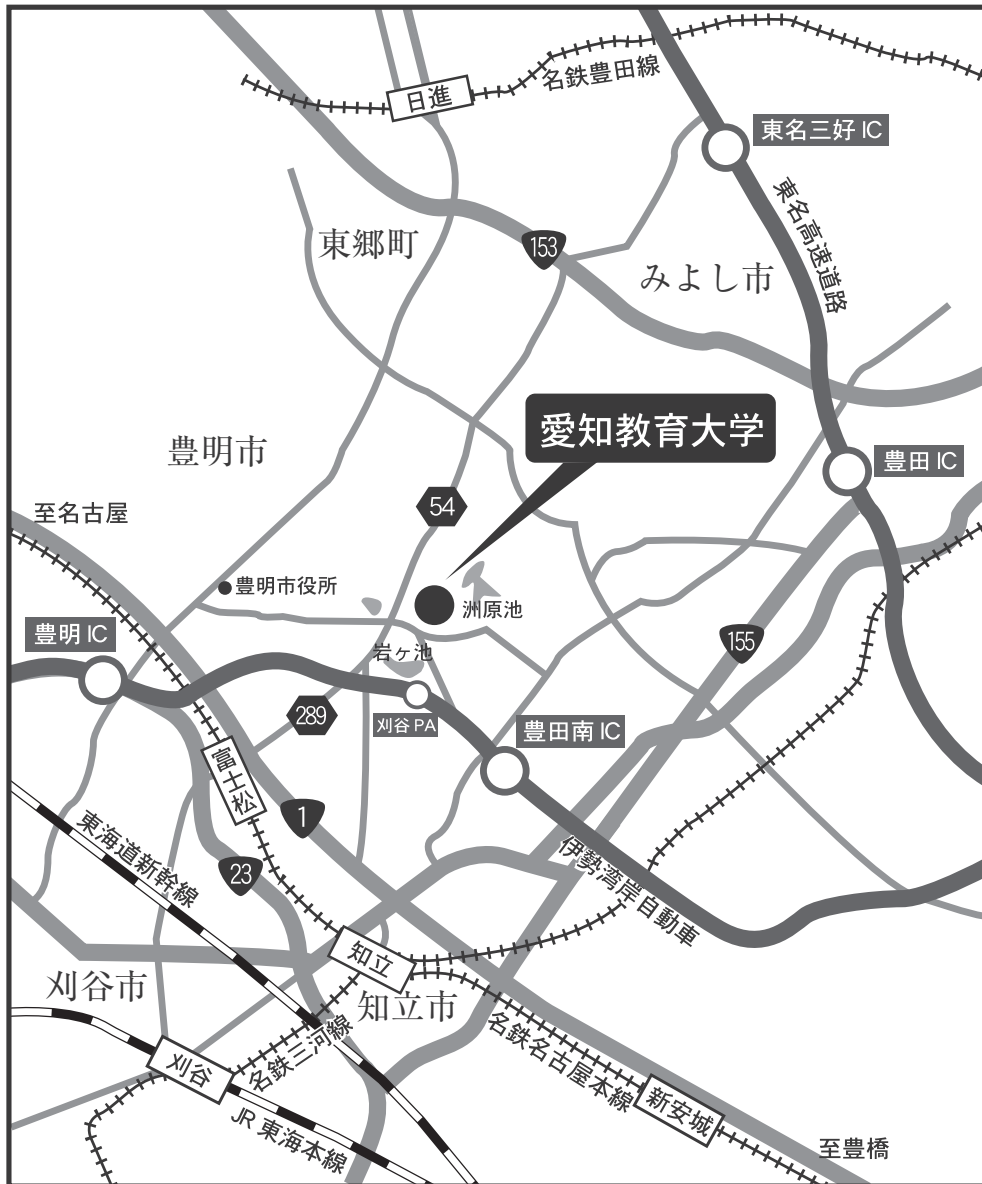 名鉄豊田線
日進
東名三好 IC
東名高速道路
東郷町
153
みよし市
愛知教育大学
豊明市
豊田 IC
54
至名古屋
豊明市役所
洲原池
豊明 IC
155
岩ヶ池
289
刈谷 PA
豊田南 IC
富士松
1
東海道新幹線
23
伊勢湾岸自動車
知立
刈谷市
知立市
名鉄三河線
名鉄名古屋本線
刈谷
JR 東海本線
新安城
至豊橋